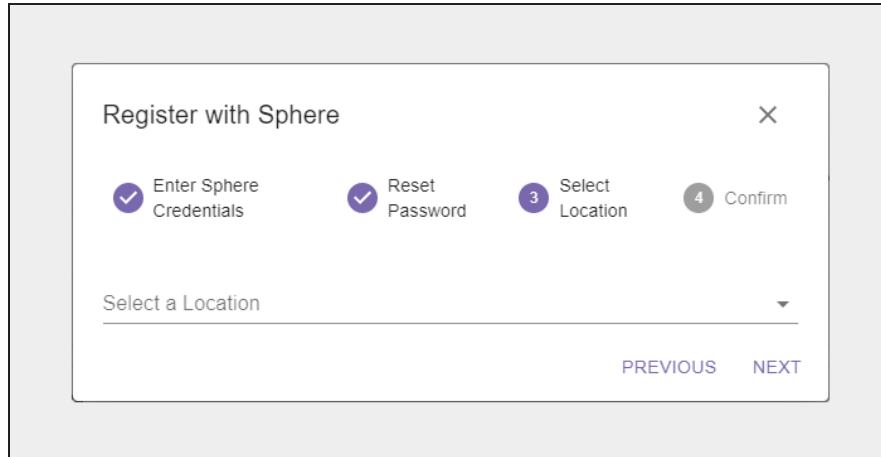 Register with Sphere
Enter Sphere
Credentials
Reset
Password
3
Select
Location
4
Confirm
Select a Location
PREVIOUS
NEXT